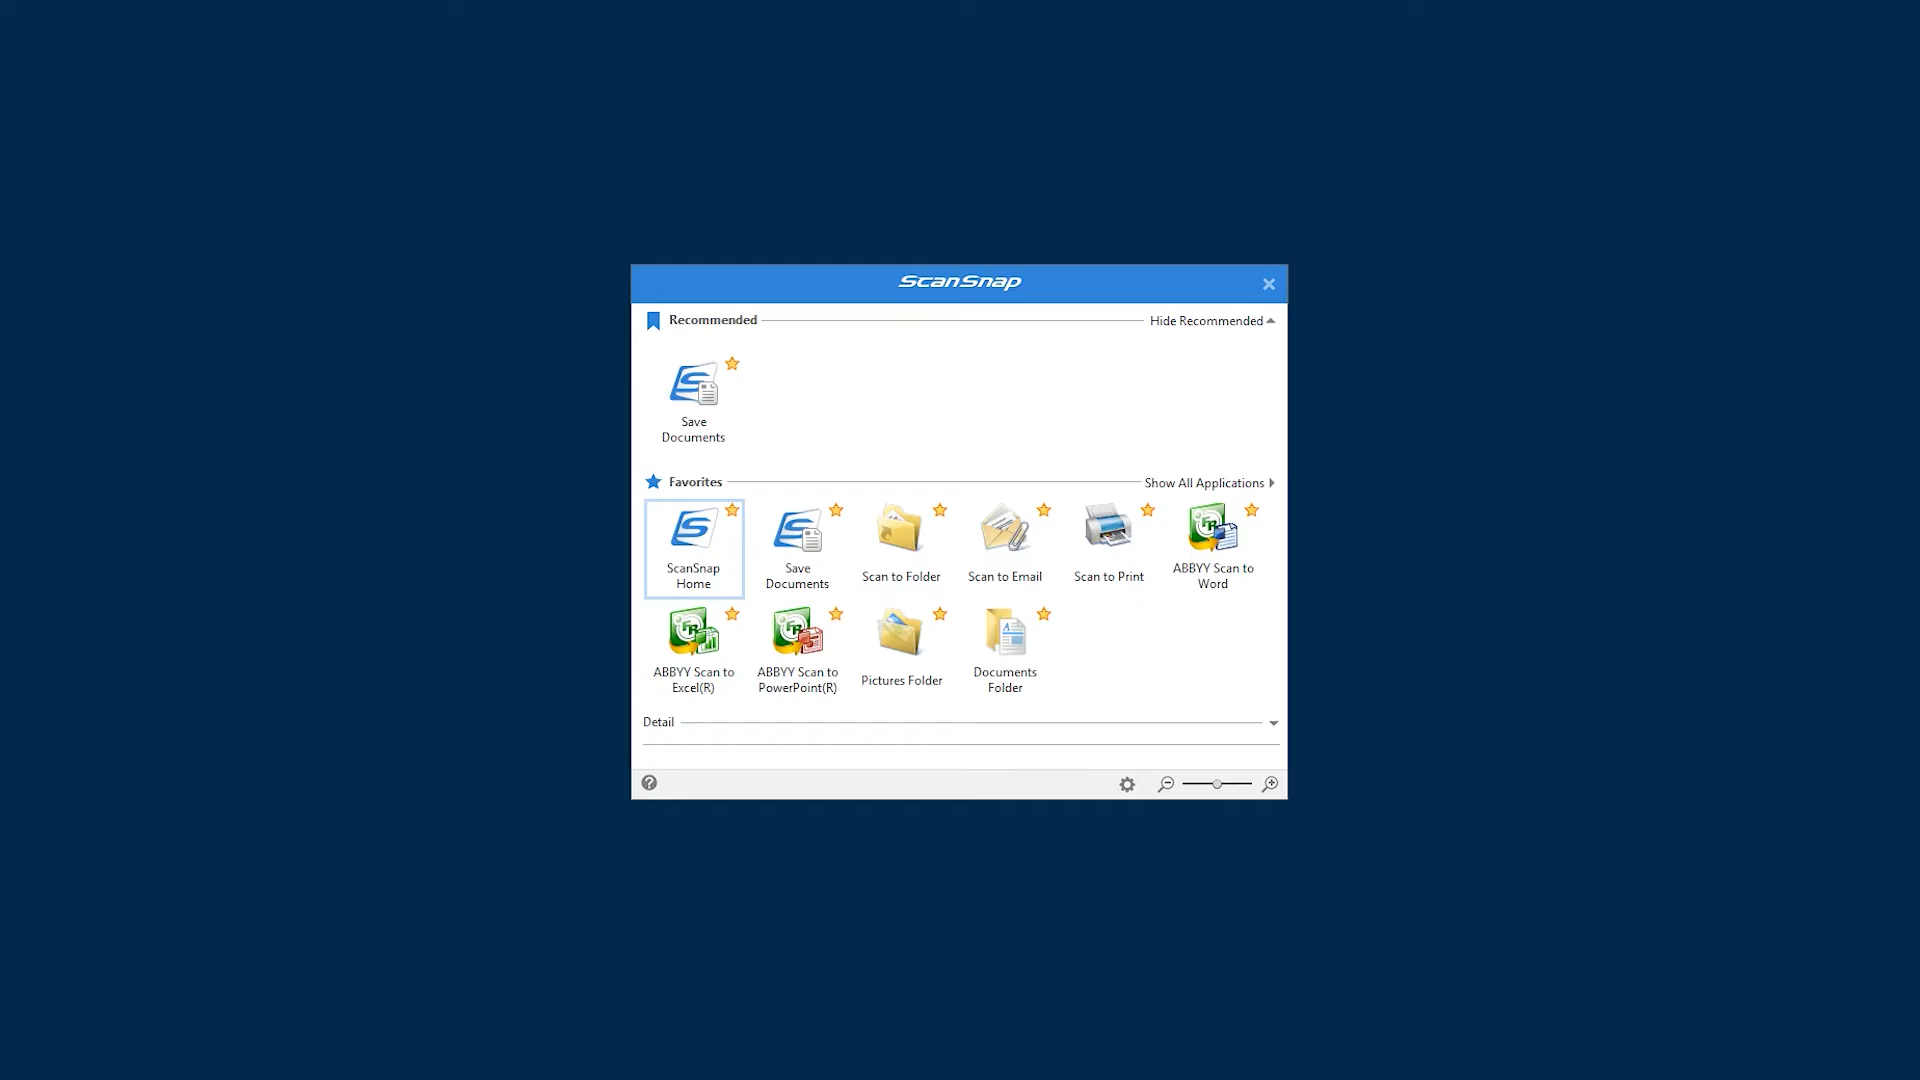 ScanSnap
Recommended
Hide Recommended
Save
Documents
Favorites
Show All Applications
ScanSnap
Home
Save
Documents
Scan to Folder
Scan to Email
Scan to Print
ABBYY Scan to
Word
ABBYY Scan to
Excel(R)
ABBYY Scan to
PowerPoint(R)
Pictures Folder
Documents
Folder
Detail